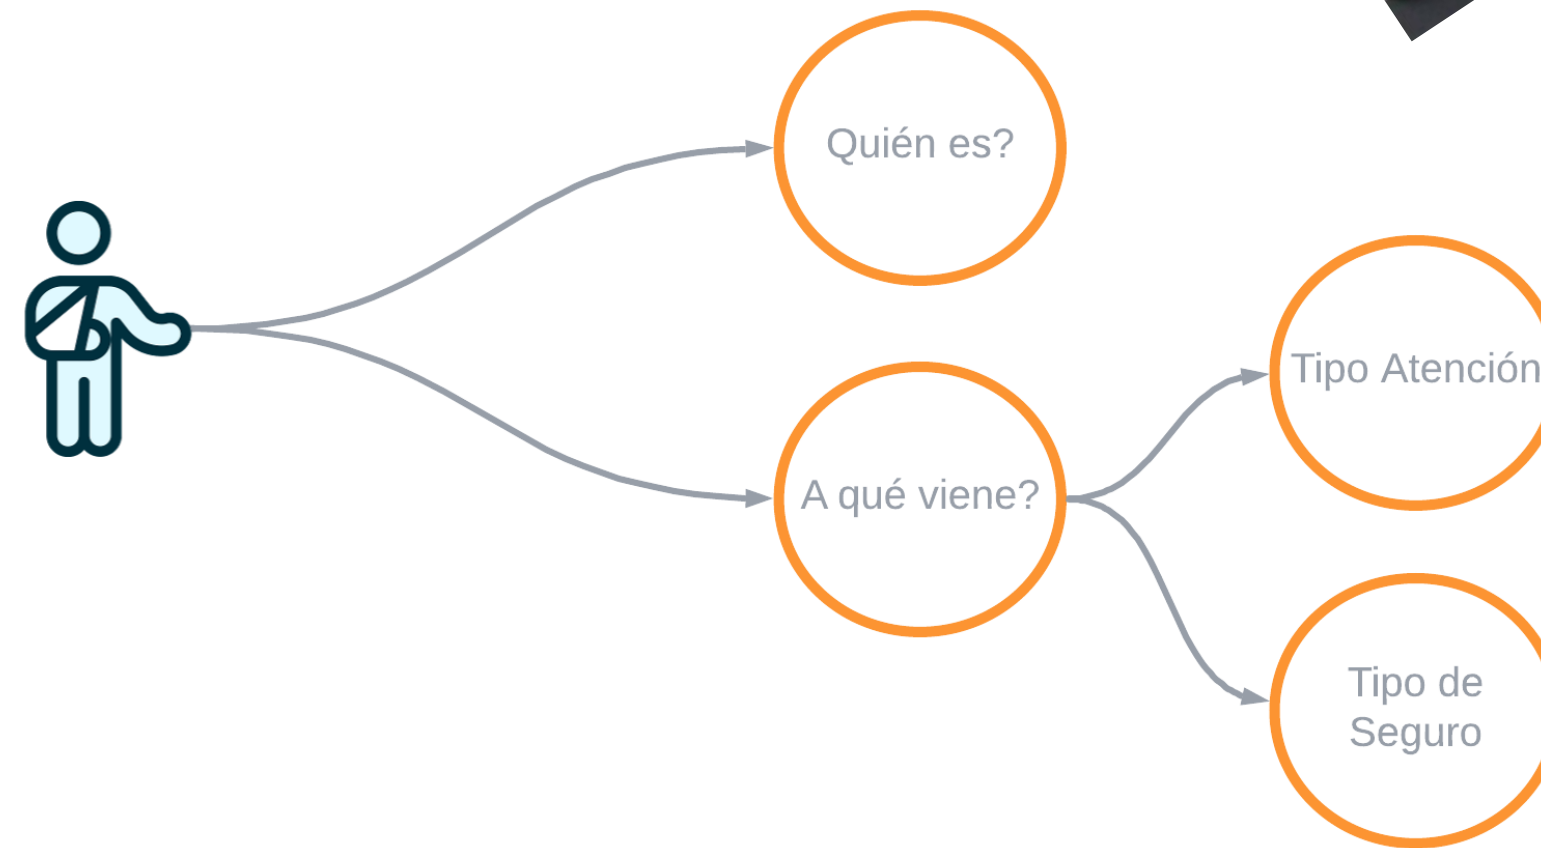 Quién es?
A qué viene?
Tipo Atención
Tipo de
Seguro